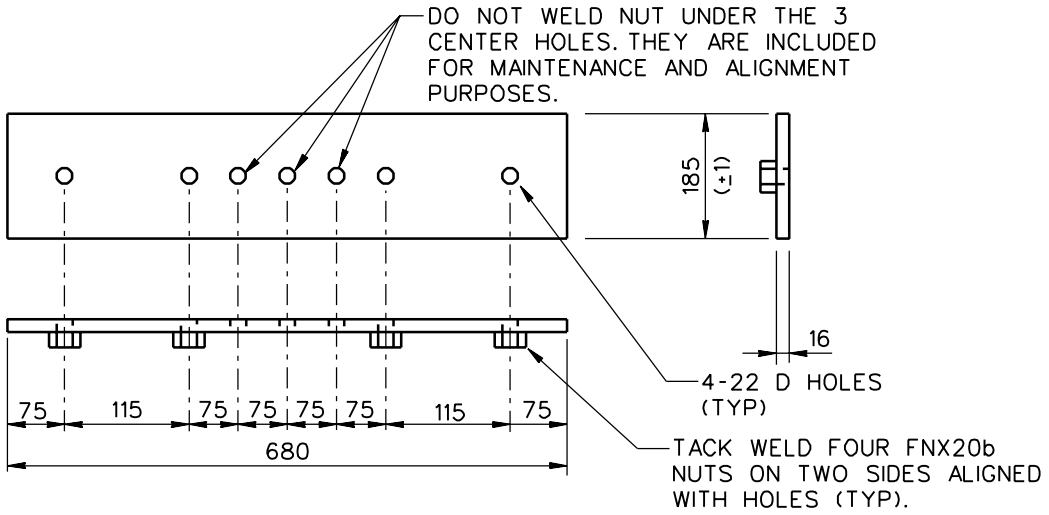 DO NOT WELD NUT UNDER THE 3
CENTER HOLES. THEY ARE INCLUDED
FOR MAINTENANCE AND ALIGNMENT
PURPOSES.
185
(±1)
16
4-22 D HOLES
(TYP)
75 115 75 75 75 75 115 75
680
TACK WELD FOUR FNX20b
NUTS ON TWO SIDES ALIGNED
WITH HOLES (TYP).